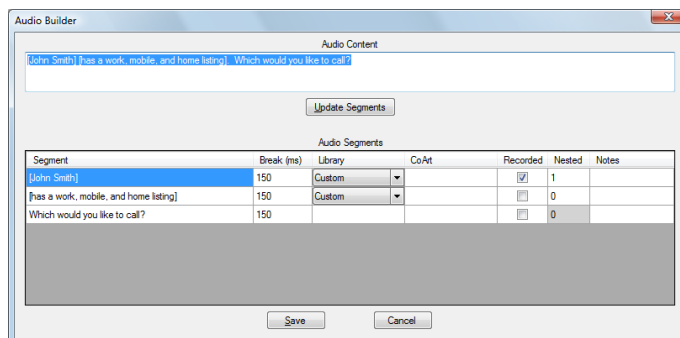 Audio Builder
Audio Content
[John Smith] [has a work, mobile, and home listing].  Which would you like to call?
Update Segments
Audio Segments
Segment Break (ms) Library CoArt Recorded Nested Notes
[John Smith] 150 Custom 1
[has a work, mobile, and home listing] 150 Custom 0
Which would you like to call? 150 0
Save Cancel